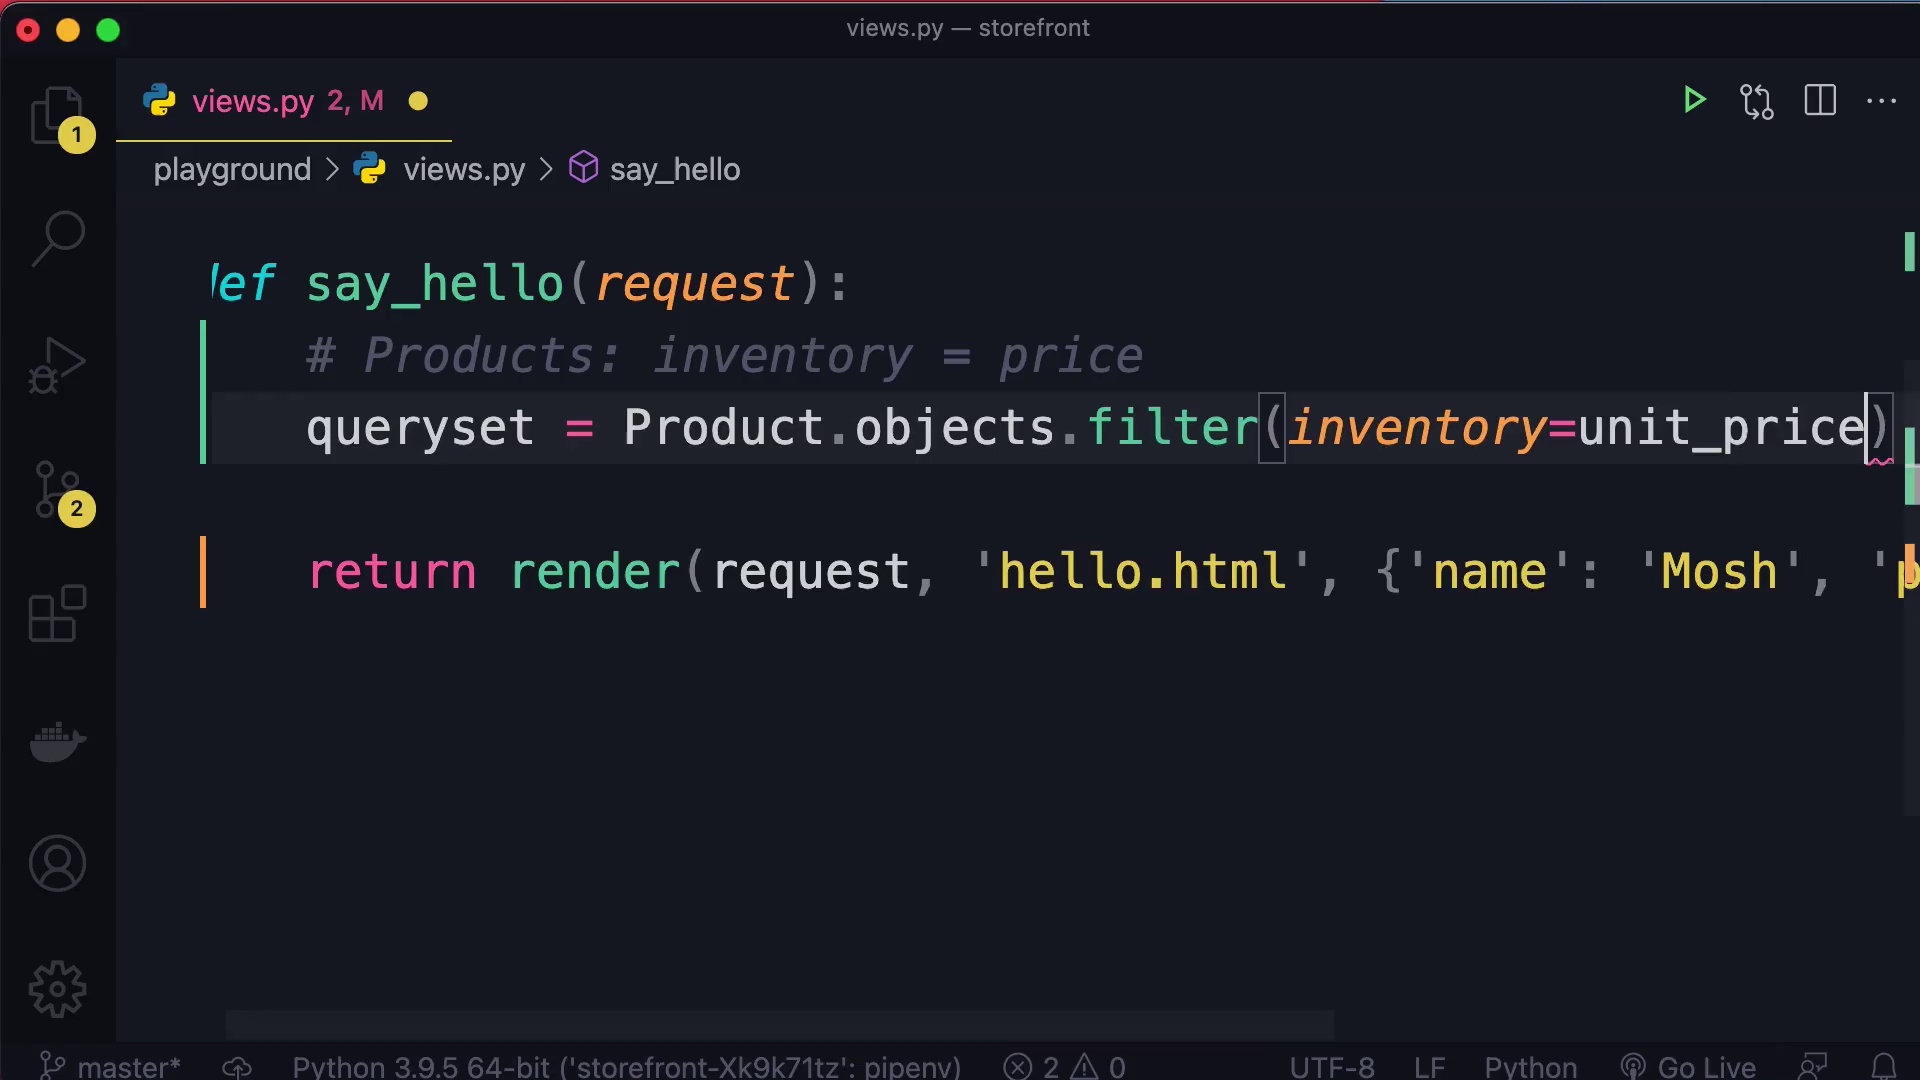 views.py — storefront
views.py 2, M
1
playground > views.py > say_hello
def say_hello(request):
# Products: inventory = price
queryset = Product.objects.filter(inventory=unit_price)
2
return render(request, 'hello.html', {'name': 'Mosh', 'p
master* Python 3.9.5 64-bit ('storefront-Xk9k71tz': pipenv) 2 0 UTF-8 LF Python Go Live